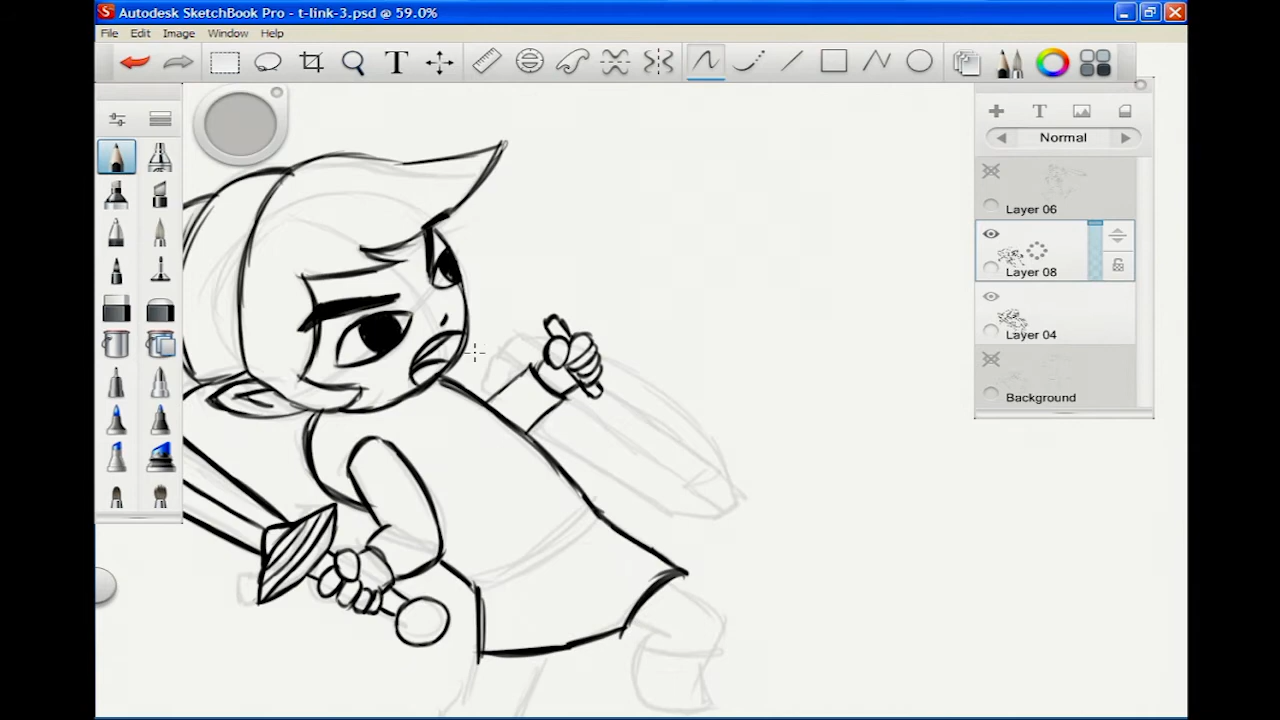 Autodesk SketchBook Pro - t-link-3.psd @ 59.0%
File Edit Image Window Help
T
T
Normal
Layer 06
Layer 08
Layer 04
Background